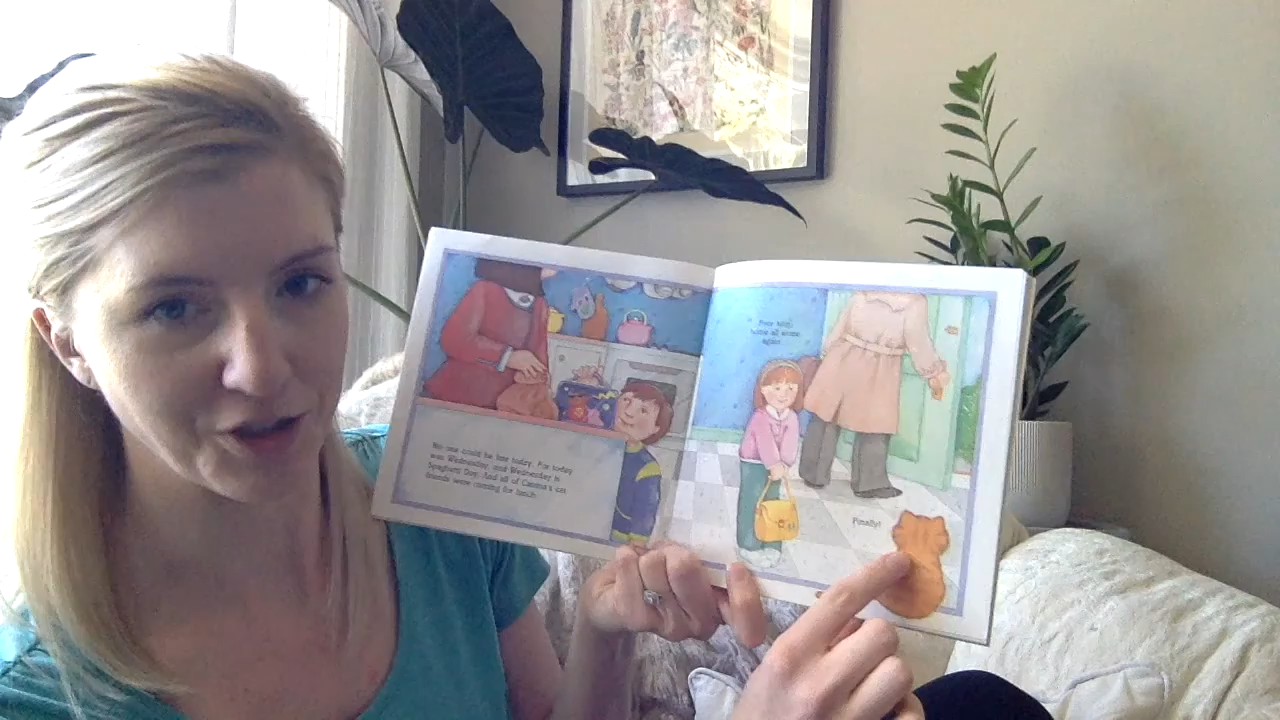 No one could be late today. For today
was Wednesday, and Wednesday is
Spaghetti Day. And all of Catrina's cat
friends were coming for lunch.
Poor kitty,
home all alone
again.
Finally!